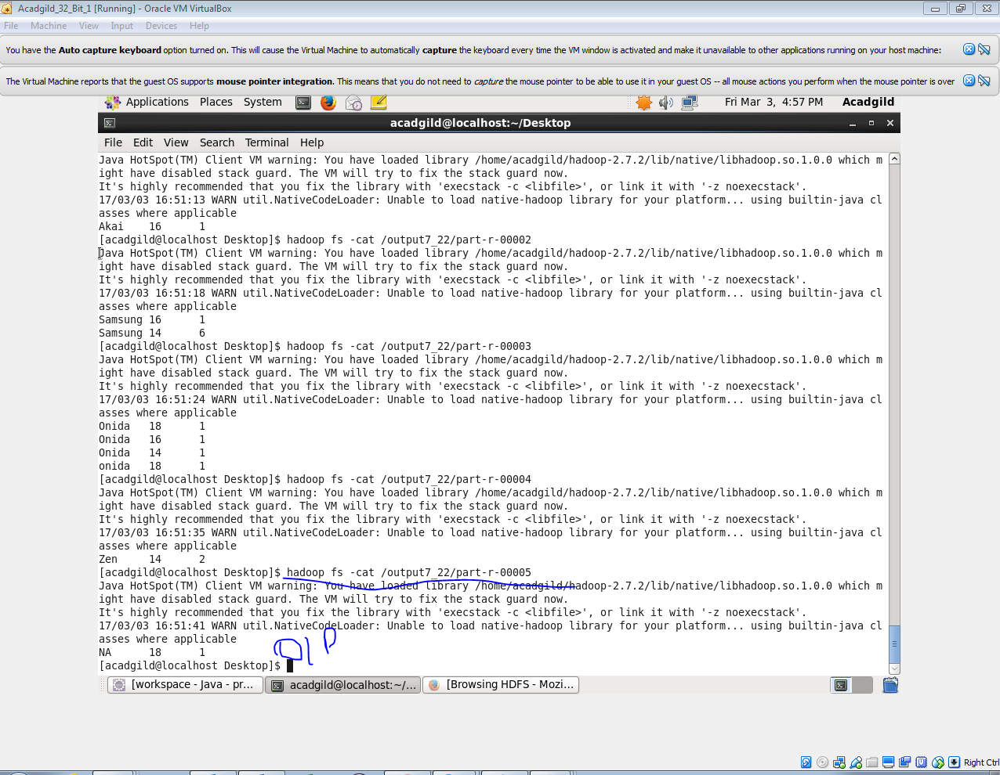 Acadgild_32_Bit_1 [Running] - Oracle VM VirtualBox
File Machine View Input Devices Help
You have the Auto capture keyboard option turned on. This will cause the Virtual Machine to automatically capture the keyboard every time the VM window is activated and make it unavailable to other applications running on your host machine:
The Virtual Machine reports that the guest OS supports mouse pointer integration. This means that you do not need to capture the mouse pointer to be able to use it in your guest OS -- all mouse actions you perform when the mouse pointer is over
Applications Places System Fri Mar 3, 4:57 PM Acadgild
acadgild@localhost:~/Desktop
File Edit View Search Terminal Help
Java HotSpot(TM) Client VM warning: You have loaded library /home/acadgild/hadoop-2.7.2/lib/native/libhadoop.so.1.0.0 which m
ight have disabled stack guard. The VM will try to fix the stack guard now.
It's highly recommended that you fix the library with 'execstack -c <libfile>', or link it with '-z noexecstack'.
17/03/03 16:51:13 WARN util.NativeCodeLoader: Unable to load native-hadoop library for your platform... using builtin-java cl
asses where applicable
Akai 16 1
[acadgild@localhost Desktop]$ hadoop fs -cat /output7_22/part-r-00002
Java HotSpot(TM) Client VM warning: You have loaded library /home/acadgild/hadoop-2.7.2/lib/native/libhadoop.so.1.0.0 which m
ight have disabled stack guard. The VM will try to fix the stack guard now.
It's highly recommended that you fix the library with 'execstack -c <libfile>', or link it with '-z noexecstack'.
17/03/03 16:51:18 WARN util.NativeCodeLoader: Unable to load native-hadoop library for your platform... using builtin-java cl
asses where applicable
Samsung 16 1
Samsung 14 6
[acadgild@localhost Desktop]$ hadoop fs -cat /output7_22/part-r-00003
Java HotSpot(TM) Client VM warning: You have loaded library /home/acadgild/hadoop-2.7.2/lib/native/libhadoop.so.1.0.0 which m
ight have disabled stack guard. The VM will try to fix the stack guard now.
It's highly recommended that you fix the library with 'execstack -c <libfile>', or link it with '-z noexecstack'.
17/03/03 16:51:24 WARN util.NativeCodeLoader: Unable to load native-hadoop library for your platform... using builtin-java cl
asses where applicable
Onida 18 1
Onida 16 1
Onida 14 1
onida 18 1
[acadgild@localhost Desktop]$ hadoop fs -cat /output7_22/part-r-00004
Java HotSpot(TM) Client VM warning: You have loaded library /home/acadgild/hadoop-2.7.2/lib/native/libhadoop.so.1.0.0 which m
ight have disabled stack guard. The VM will try to fix the stack guard now.
It's highly recommended that you fix the library with 'execstack -c <libfile>', or link it with '-z noexecstack'.
17/03/03 16:51:35 WARN util.NativeCodeLoader: Unable to load native-hadoop library for your platform... using builtin-java cl
asses where applicable
Zen 14 2
[acadgild@localhost Desktop]$ hadoop fs -cat /output7_22/part-r-00005
Java HotSpot(TM) Client VM warning: You have loaded library /home/acadgild/hadoop-2.7.2/lib/native/libhadoop.so.1.0.0 which m
ight have disabled stack guard. The VM will try to fix the stack guard now.
It's highly recommended that you fix the library with 'execstack -c <libfile>', or link it with '-z noexecstack'.
17/03/03 16:51:41 WARN util.NativeCodeLoader: Unable to load native-hadoop library for your platform... using builtin-java cl
asses where applicable
O/P
NA 18 1
[acadgild@localhost Desktop]$
[workspace - Java - pr... acadgild@localhost:~/... [Browsing HDFS - Mozi...
Right Ctrl